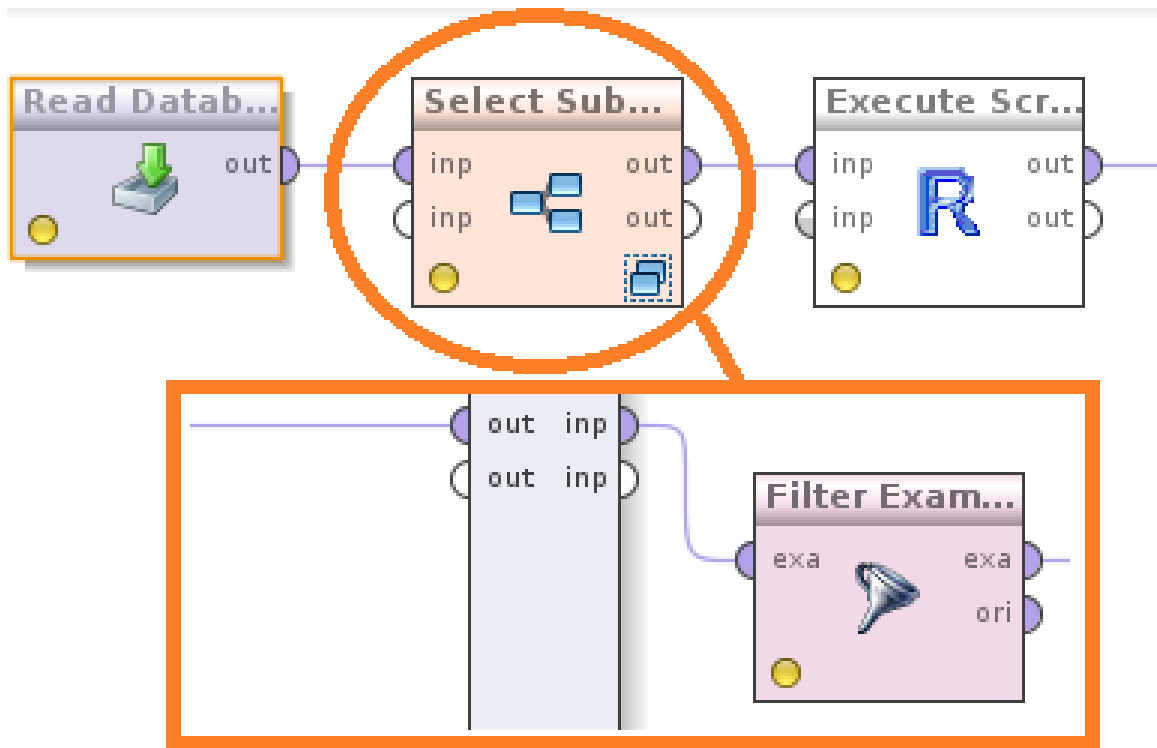 Read Datab...
out
Select Sub...
inp out
inp out
Execute Scr...
inp out
inp out
R
out inp
out inp
Filter Exam...
exa exa
ori